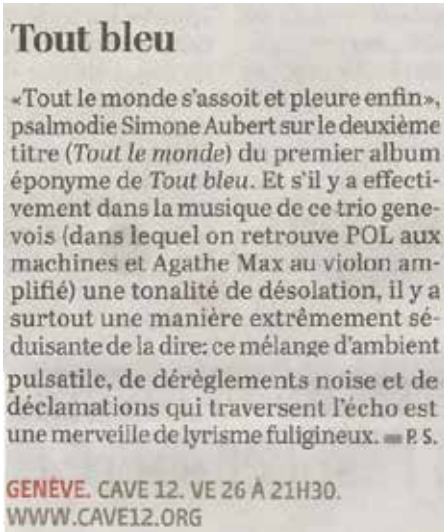 Tout bleu
«Tout le monde s'assoit et pleure enfin»,
psalmodie Simone Aubert sur le deuxième
titre (Tout le monde) du premier album
éponyme de Tout bleu. Et s'il y a effecti-
vement dans la musique de ce trio gene-
vois (dans lequel on retrouve POL aux
machines et Agathe Max au violon am-
plifié) une tonalité de désolation, il y a
surtout une manière extrêmement sé-
duisante de la dire: ce mélange d'ambient
pulsatile, de dérèglements noise et de
déclamations qui traversent l'écho est
une merveille de lyrisme fuligineux. P. S.
GENÈVE. CAVE 12. VE 26 À 21H30.
WWW.CAVE12.ORG